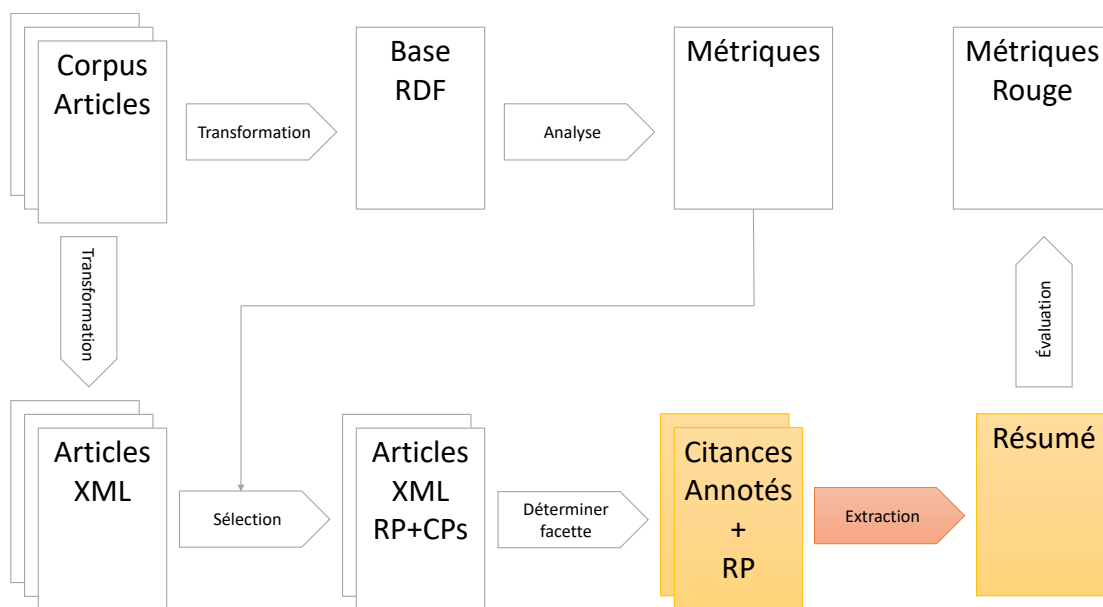 Corpus
Articles
Transformation
Base
RDF
Analyse
Métriques
Métriques
Rouge
Transformation
Évaluation
Articles
XML
Sélection
Articles
XML
RP+CPs
Déterminer
facette
Citances
Annotés
+
RP
Extraction
Résumé